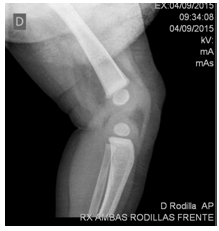 EX:04/09/2015
D
09:34:08
04/09/2015
kV:
mA
mAs
D Rodilla AP
RX AMBAS RODILLAS FRENTE